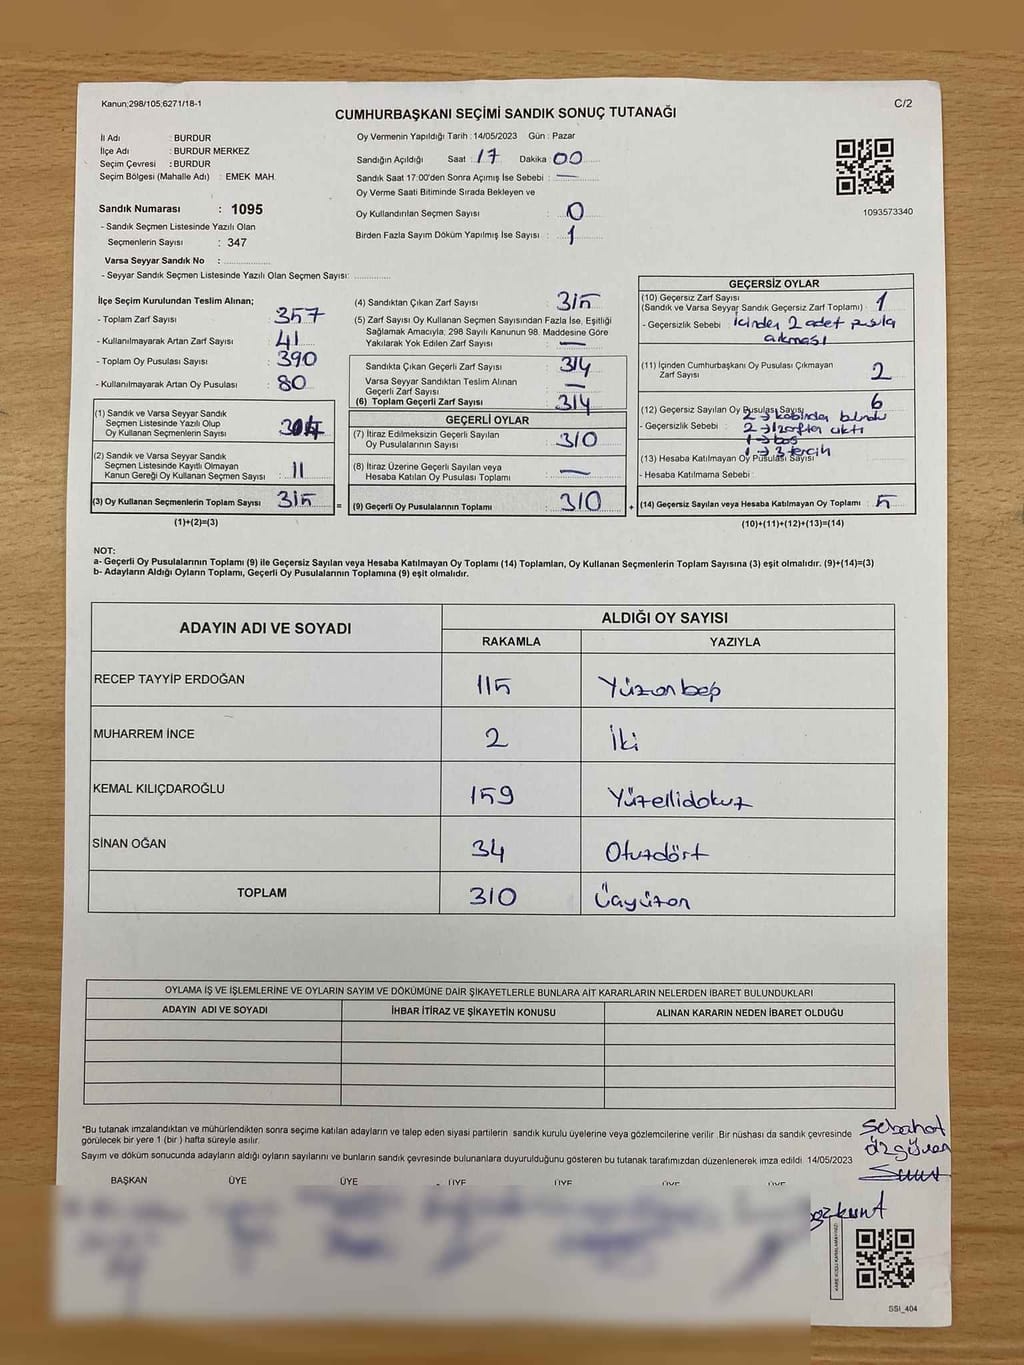 Kanun;298/105;6271/18-1
C/2
CUMHURBAŞKANI SEÇİMİ SANDIK SONUÇ TUTANAĞI
İl Adı : BURDUR
İlçe Adı : BURDUR MERKEZ
Seçim Çevresi : BURDUR
Seçim Bölgesi (Mahalle Adı) : EMEK MAH.
Sandık Numarası : 1095
- Sandık Seçmen Listesinde Yazılı Olan
Seçmenlerin Sayısı : 347
Varsa Seyyar Sandık No :
- Seyyar Sandık Seçmen Listesinde Yazılı Olan Seçmen Sayısı:
Oy Vermenin Yapıldığı Tarih : 14/05/2023 Gün : Pazar
Sandığın Açıldığı Saat : 17 Dakika : 00
Sandık Saat 17:00'den Sonra Açımış İse Sebebi : —
Oy Verme Saati Bitiminde Sırada Bekleyen ve
Oy Kullandırılan Seçmen Sayısı : 0
Birden Fazla Sayım Döküm Yapılmış İse Sayısı : 1
1093573340
İlçe Seçim Kurulundan Teslim Alınan;
- Toplam Zarf Sayısı : 357
- Kullanılmayarak Artan Zarf Sayısı : 41
- Toplam Oy Pusulası Sayısı : 390
- Kullanılmayarak Artan Oy Pusulası : 80
(1) Sandık ve Varsa Seyyar Sandık
Seçmen Listesinde Yazılı Olup
Oy Kullanan Seçmenlerin Sayısı :
(2) Sandık ve Varsa Seyyar Sandık
Seçmen Listesinde Kayıtlı Olmayan
Kanun Gereği Oy Kullanan Seçmen Sayısı : 11
(3) Oy Kullanan Seçmenlerin Toplam Sayısı 315
(1)+(2)=(3)
(4) Sandıktan Çıkan Zarf Sayısı : 315
(5) Zarf Sayısı Oy Kullanan Seçmen Sayısından Fazla İse, Eşitliği
Sağlamak Amacıyla; 298 Sayılı Kanunun 98. Maddesine Göre
Yakılarak Yok Edilen Zarf Sayısı : —
Sandıkta Çıkan Geçerli Zarf Sayısı : 314
Varsa Seyyar Sandıktan Teslim Alınan
Geçerli Zarf Sayısı : —
(6) Toplam Geçerli Zarf Sayısı : 314
GEÇERLİ OYLAR
(7) İtiraz Edilmeksizin Geçerli Sayılan
Oy Pusulalarının Sayısı : 310
(8) İtiraz Üzerine Geçerli Sayılan veya
Hesaba Katılan Oy Pusulası Toplamı : —
= (9) Geçerli Oy Pusulalarının Toplamı : 310
GEÇERSİZ OYLAR
(10) Geçersiz Zarf Sayısı
(Sandık ve Varsa Seyyar Sandık Geçersiz Zarf Toplamı) : 1
- Geçersizlik Sebebi : İçinden 2 adet pusula
çıkması
(11) İçinden Cumhurbaşkanı Oy Pusulası Çıkmayan
Zarf Sayısı : 2
(12) Geçersiz Sayılan Oy Pusulası Sayısı 6
- Geçersizlik Sebebi : 2 → kabinde bulundu
2 → zarftan çıktı
1 → boş
1 → 3 tercih
(13) Hesaba Katılmayan Oy Pusulası Sayısı
- Hesaba Katılmama Sebebi :
+ (14) Geçersiz Sayılan veya Hesaba Katılmayan Oy Toplamı : 5
(10)+(11)+(12)+(13)=(14)
NOT:
a- Geçerli Oy Pusulalarının Toplamı (9) ile Geçersiz Sayılan veya Hesaba Katılmayan Oy Toplamı (14) Toplamları, Oy Kullanan Seçmenlerin Toplam Sayısına (3) eşit olmalıdır. (9)+(14)=(3)
b- Adayların Aldığı Oyların Toplamı, Geçerli Oy Pusulalarının Toplamına (9) eşit olmalıdır.
ADAYIN ADI VE SOYADI ALDIĞI OY SAYISI
RAKAMLA YAZIYLA
RECEP TAYYİP ERDOĞAN 115 Yüzonbeş
MUHARREM İNCE 2 İki
KEMAL KILIÇDAROĞLU 159 Yüzellidokuz
SİNAN OĞAN 34 Otuzdört
TOPLAM 310 Üçyüzon
OYLAMA İŞ VE İŞLEMLERİNE VE OYLARIN SAYIM VE DÖKÜMÜNE DAİR ŞİKAYETLERLE BUNLARA AİT KARARLARIN NELERDEN İBARET BULUNDUKLARI
ADAYIN ADI VE SOYADI İHBAR İTİRAZ VE ŞİKAYETİN KONUSU ALINAN KARARIN NEDEN İBARET OLDUĞU
*Bu tutanak imzalandıktan ve mühürlendikten sonra seçime katılan adayların ve talep eden siyasi partilerin sandık kurulu üyelerine veya gözlemcilerine verilir. Bir nüshası da sandık çevresinde
görülecek bir yere 1 (bir ) hafta süreyle asılır.
Sayım ve döküm sonucunda adayların aldığı oyların sayılarını ve bunların sandık çevresinde bulunanlara duyurulduğunu gösteren bu tutanak tarafımızdan düzenlenerek imza edildi. 14/05/2023
Sebahat
Özgüven
BAŞKAN ÜYE ÜYE ÜYE ÜYE ÜYE ÜYE
SSI_404